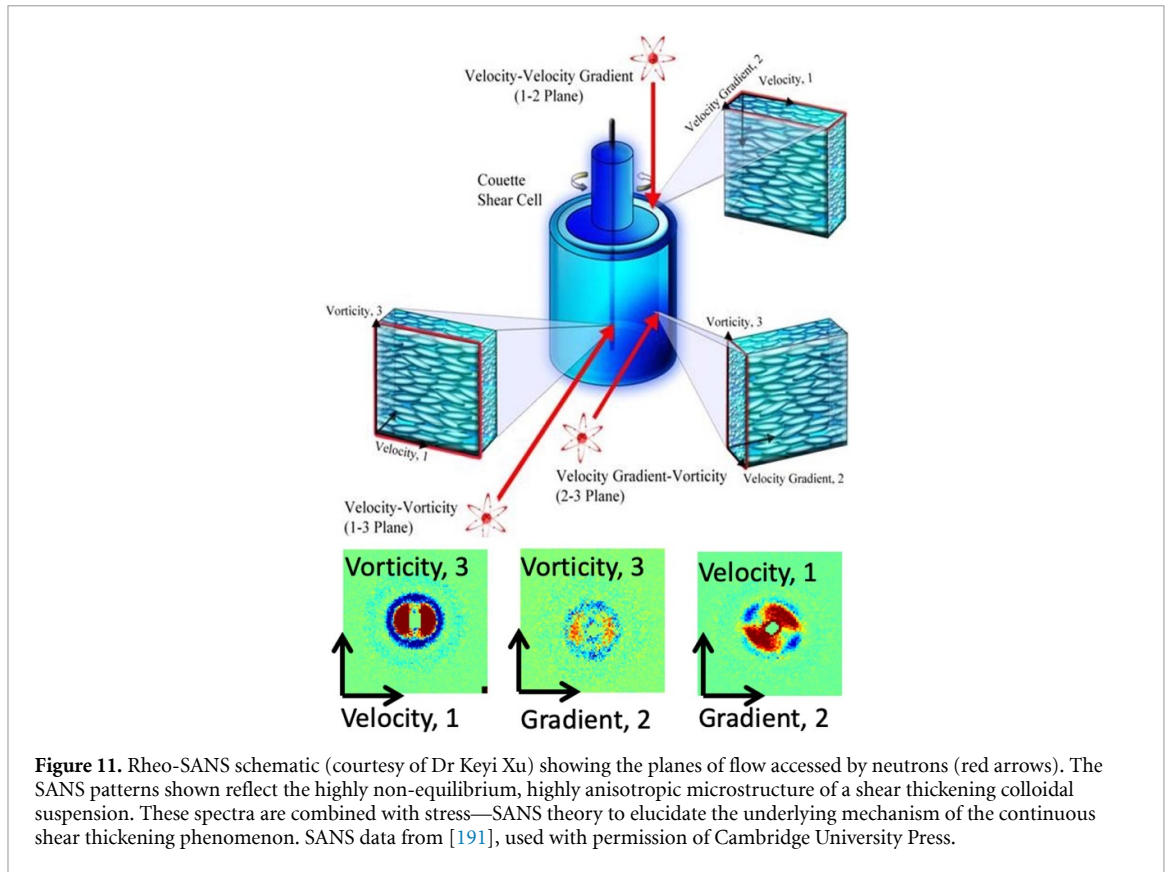 Velocity-Velocity Gradient
(1-2 Plane)
Velocity Gradient, 2
Velocity, 1
Couette
Shear Cell
Vorticity, 3
Velocity, 1
Vorticity, 3
Velocity Gradient, 2
Velocity Gradient-Vorticity
(2-3 Plane)
Velocity-Vorticity
(1-3 Plane)
Vorticity, 3
Velocity, 1
Vorticity, 3
Gradient, 2
Velocity, 1
Gradient, 2
Figure 11. Rheo-SANS schematic (courtesy of Dr Keyi Xu) showing the planes of flow accessed by neutrons (red arrows). The
SANS patterns shown reflect the highly non-equilibrium, highly anisotropic microstructure of a shear thickening colloidal
suspension. These spectra are combined with stress—SANS theory to elucidate the underlying mechanism of the continuous
shear thickening phenomenon. SANS data from [191], used with permission of Cambridge University Press.